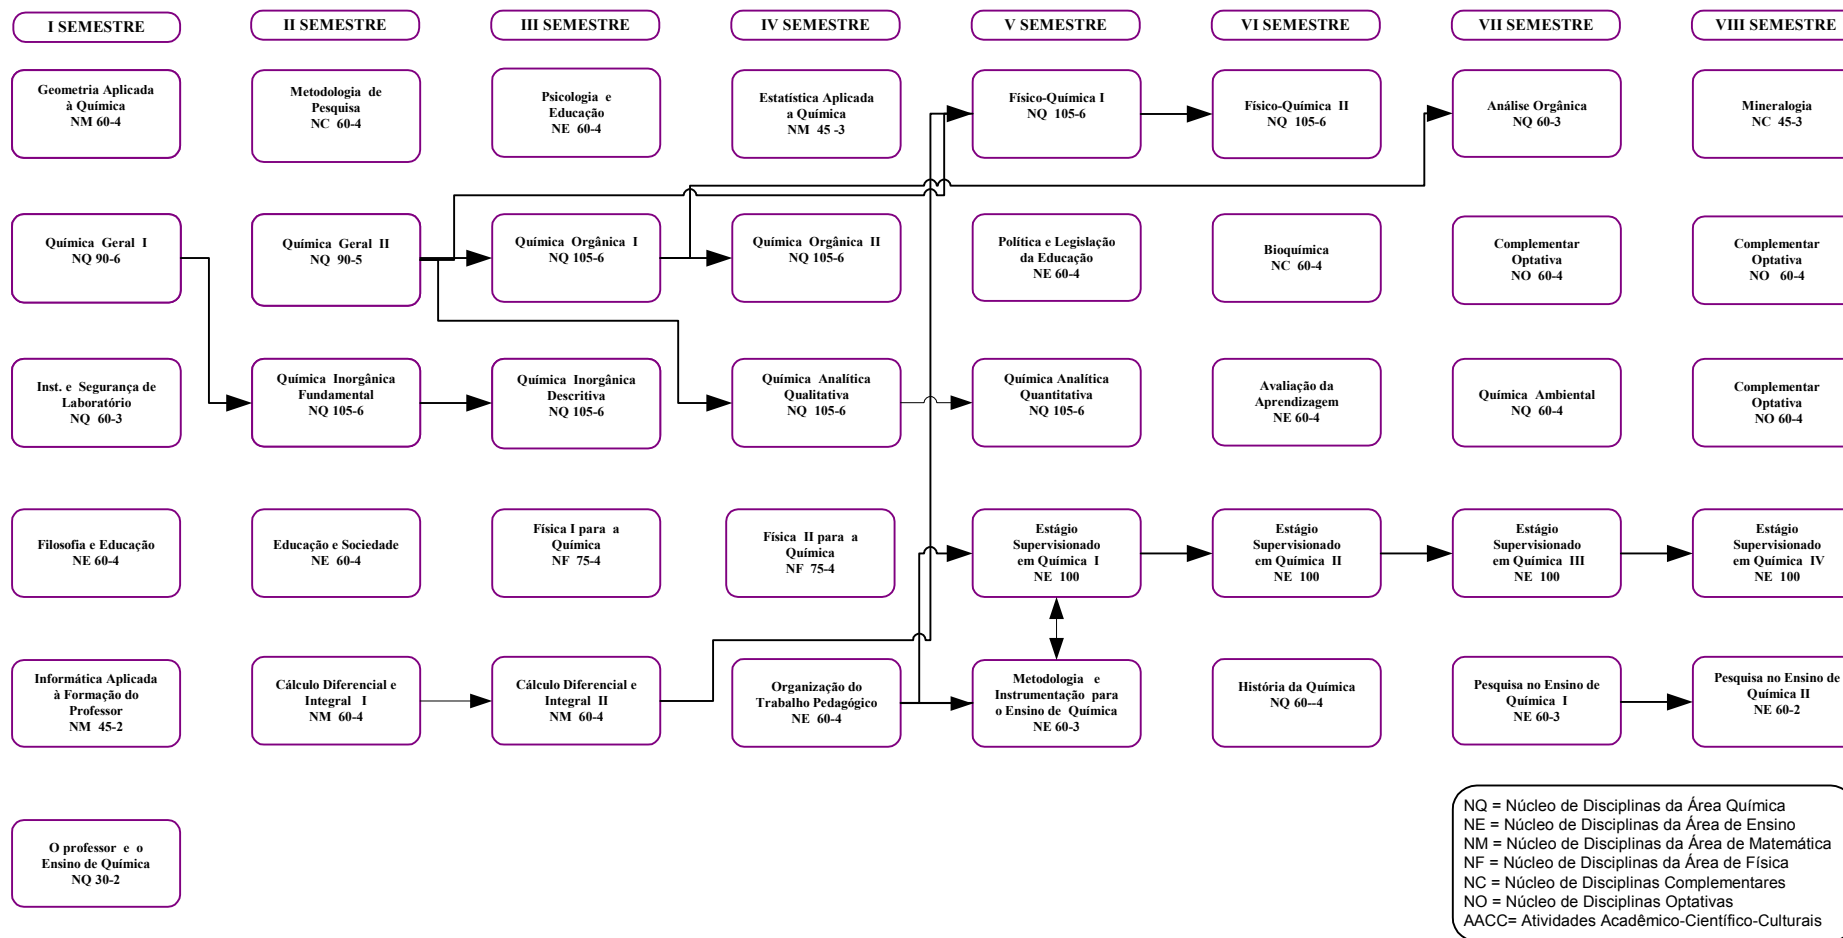 I SEMESTRE
II SEMESTRE
III SEMESTRE
IV SEMESTRE
V SEMESTRE
VI SEMESTRE
VII SEMESTRE
VIII SEMESTRE
Geometria Aplicada
à Química
NM 60-4
Metodologia de
Pesquisa
NC 60-4
Psicologia e
Educação
NE 60-4
Estatística Aplicada
a Química
NM 45 -3
Físico-Química I
NQ 105-6
Físico-Química II
NQ 105-6
Análise Orgânica
NQ 60-3
Mineralogia
NC 45-3
Química Geral I
NQ 90-6
Química Geral II
NQ 90-5
Química Orgânica I
NQ 105-6
Química Orgânica II
NQ 105-6
Política e Legislação
da Educação
NE 60-4
Bioquímica
NC 60-4
Complementar
Optativa
NO 60-4
Complementar
Optativa
NO 60-4
Inst. e Segurança de
Laboratório
NQ 60-3
Química Inorgânica
Fundamental
NQ 105-6
Química Inorgânica
Descritiva
NQ 105-6
Química Analítica
Qualitativa
NQ 105-6
Química Analítica
Quantitativa
NQ 105-6
Avaliação da
Aprendizagem
NE 60-4
Química Ambiental
NQ 60-4
Complementar
Optativa
NO 60-4
Filosofia e Educação
NE 60-4
Educação e Sociedade
NE 60-4
Física I para a
Química
NF 75-4
Física II para a
Química
NF 75-4
Estágio
Supervisionado
em Química I
NE 100
Estágio
Supervisionado
em Química II
NE 100
Estágio
Supervisionado
em Química III
NE 100
Estágio
Supervisionado
em Química IV
NE 100
Informática Aplicada
à Formação do
Professor
NM 45-2
Cálculo Diferencial e
Integral I
NM 60-4
Cálculo Diferencial e
Integral II
NM 60-4
Organização do
Trabalho Pedagógico
NE 60-4
Metodologia e
Instrumentação para
o Ensino de Química
NE 60-3
História da Química
NQ 60--4
Pesquisa no Ensino de
Química I
NE 60-3
Pesquisa no Ensino de
Química II
NE 60-2
O professor e o
Ensino de Química
NQ 30-2
NQ = Núcleo de Disciplinas da Área Química
NE = Núcleo de Disciplinas da Área de Ensino
NM = Núcleo de Disciplinas da Área de Matemática
NF = Núcleo de Disciplinas da Área de Física
NC = Núcleo de Disciplinas Complementares
NO = Núcleo de Disciplinas Optativas
AACC= Atividades Acadêmico-Científico-Culturais